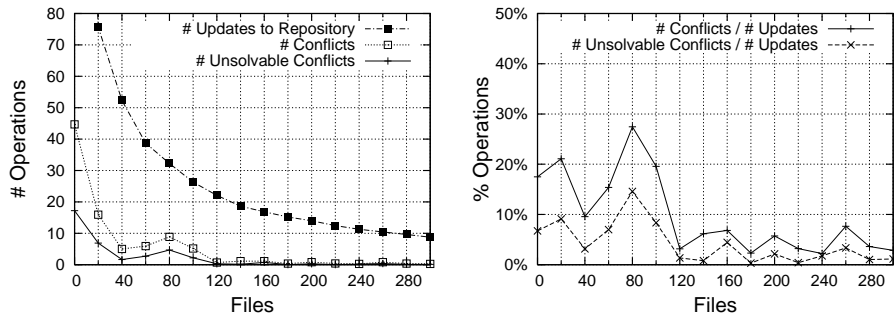 80
70
60
50
40
30
20
10
0
# Operations
# Updates to Repository
# Conflicts
# Unsolvable Conflicts
0 40 80 120 160 200 240 280
Files
50%
40%
30%
20%
10%
0%
% Operations
# Conflicts / # Updates
# Unsolvable Conflicts / # Updates
0 40 80 120 160 200 240 280
Files